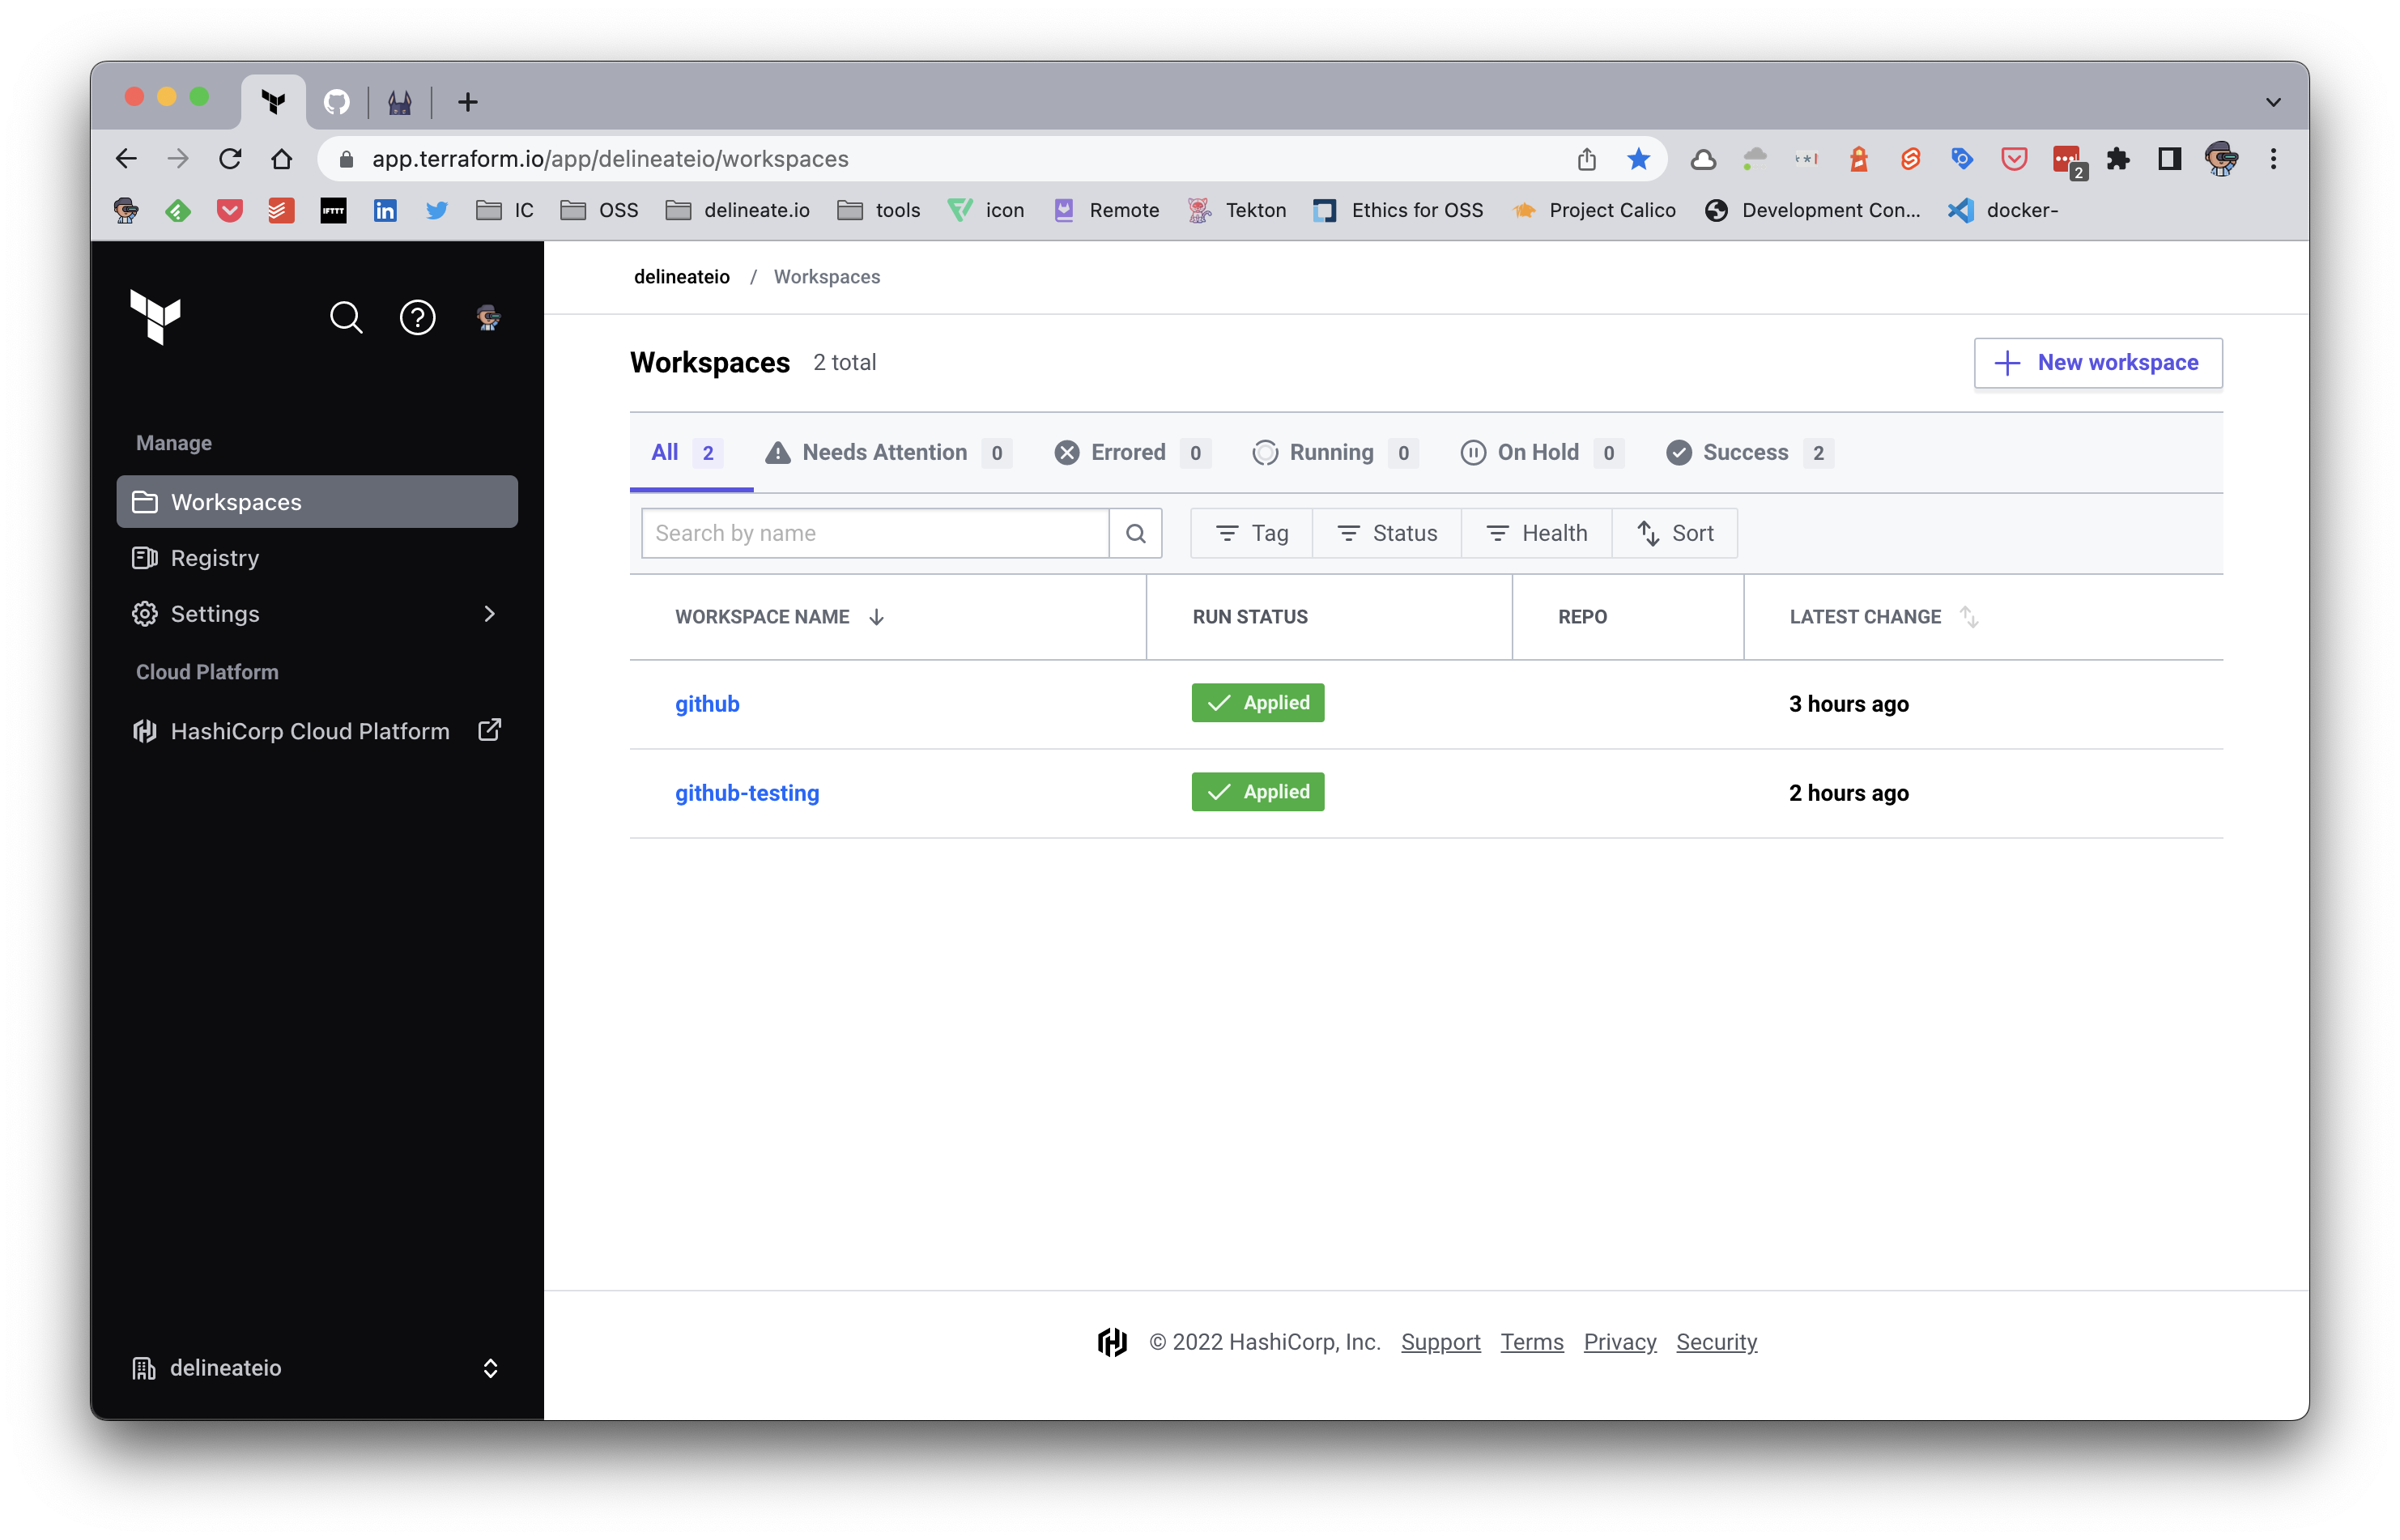 app.terraform.io/app/delineateio/workspaces
2
IFTTT
in
IC
OSS
delineate.io
tools
icon
Remote
Tekton
Ethics for OSS
Project Calico
Development Con...
docker-
delineateio / Workspaces
Workspaces 2 total
New workspace
Manage
Workspaces
Registry
Settings
Cloud Platform
HashiCorp Cloud Platform
delineateio
All 2
Needs Attention 0
Errored 0
Running 0
On Hold 0
Success 2
Search by name
Tag
Status
Health
Sort
WORKSPACE NAME RUN STATUS REPO LATEST CHANGE
github Applied 3 hours ago
github-testing Applied 2 hours ago
© 2022 HashiCorp, Inc. Support Terms Privacy Security